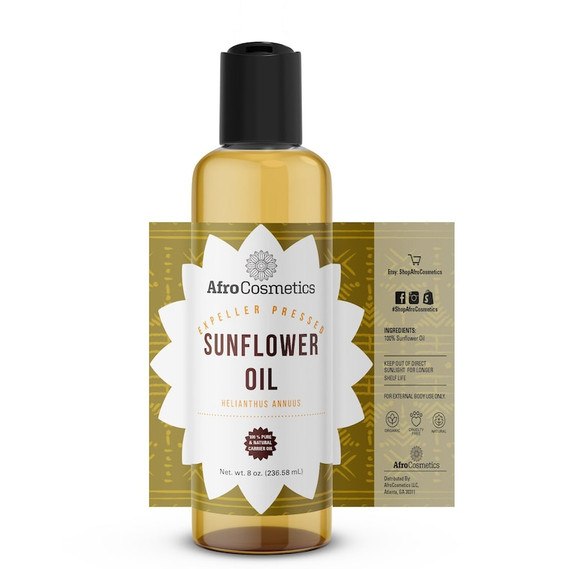 AfroCosmetics
EXPELLER PRESSED
SUNFLOWER
OIL
HELIANTHUS ANNUUS
100% PURE
& NATURAL
CARRIER OIL
Net. wt. 8 oz. (236.58 mL)
Etsy: ShopAfroCosmetics
#ShopAfroCosmetics
INGREDIENTS:
100% Sunflower Oil
KEEP OUT OF DIRECT
SUNLIGHT FOR LONGER
SHELF LIFE
FOR EXTERNAL BODY USE ONLY
ORGANIC
CRUELTY
FREE
NATURAL
AfroCosmetics
Distributed By:
AfroCosmetics LLC,
Atlanta, GA